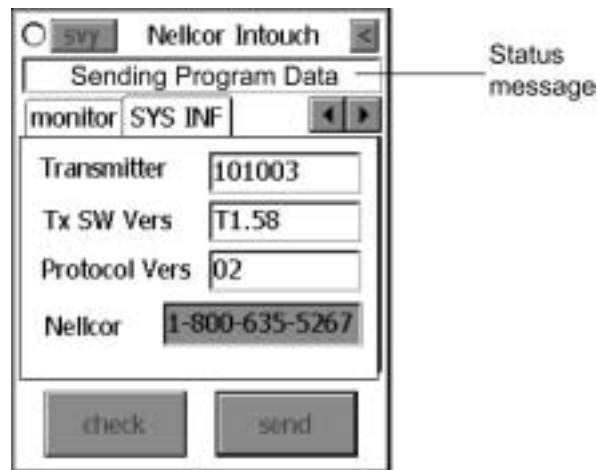 svy Nellcor Intouch <
Sending Program Data
Status
message
monitor SYS INF
Transmitter 101003
Tx SW Vers T1.58
Protocol Vers 02
Nellcor 1-800-635-5267
check send